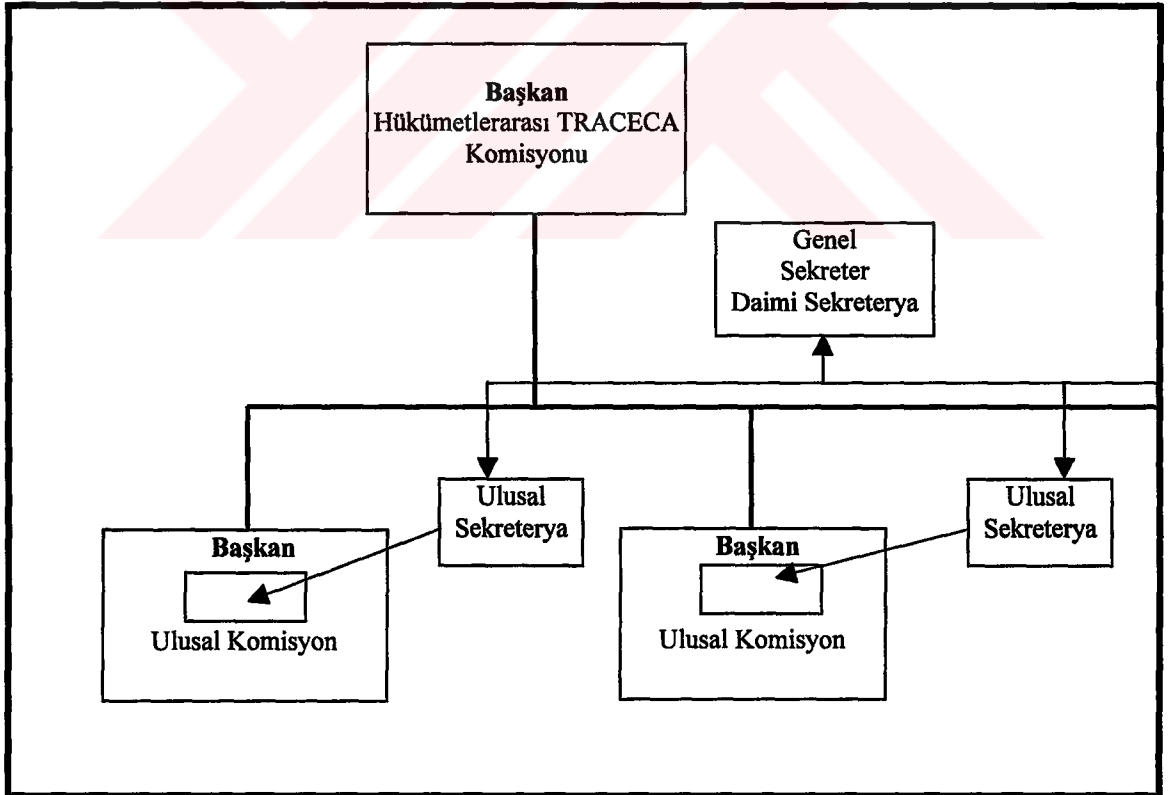 Başkan
Hükümetlerarası TRACECA
Komisyonu
Genel
Sekreter
Daimi Sekreterya
Ulusal
Sekreterya
Ulusal
Sekreterya
Başkan
Ulusal Komisyon
Başkan
Ulusal Komisyon